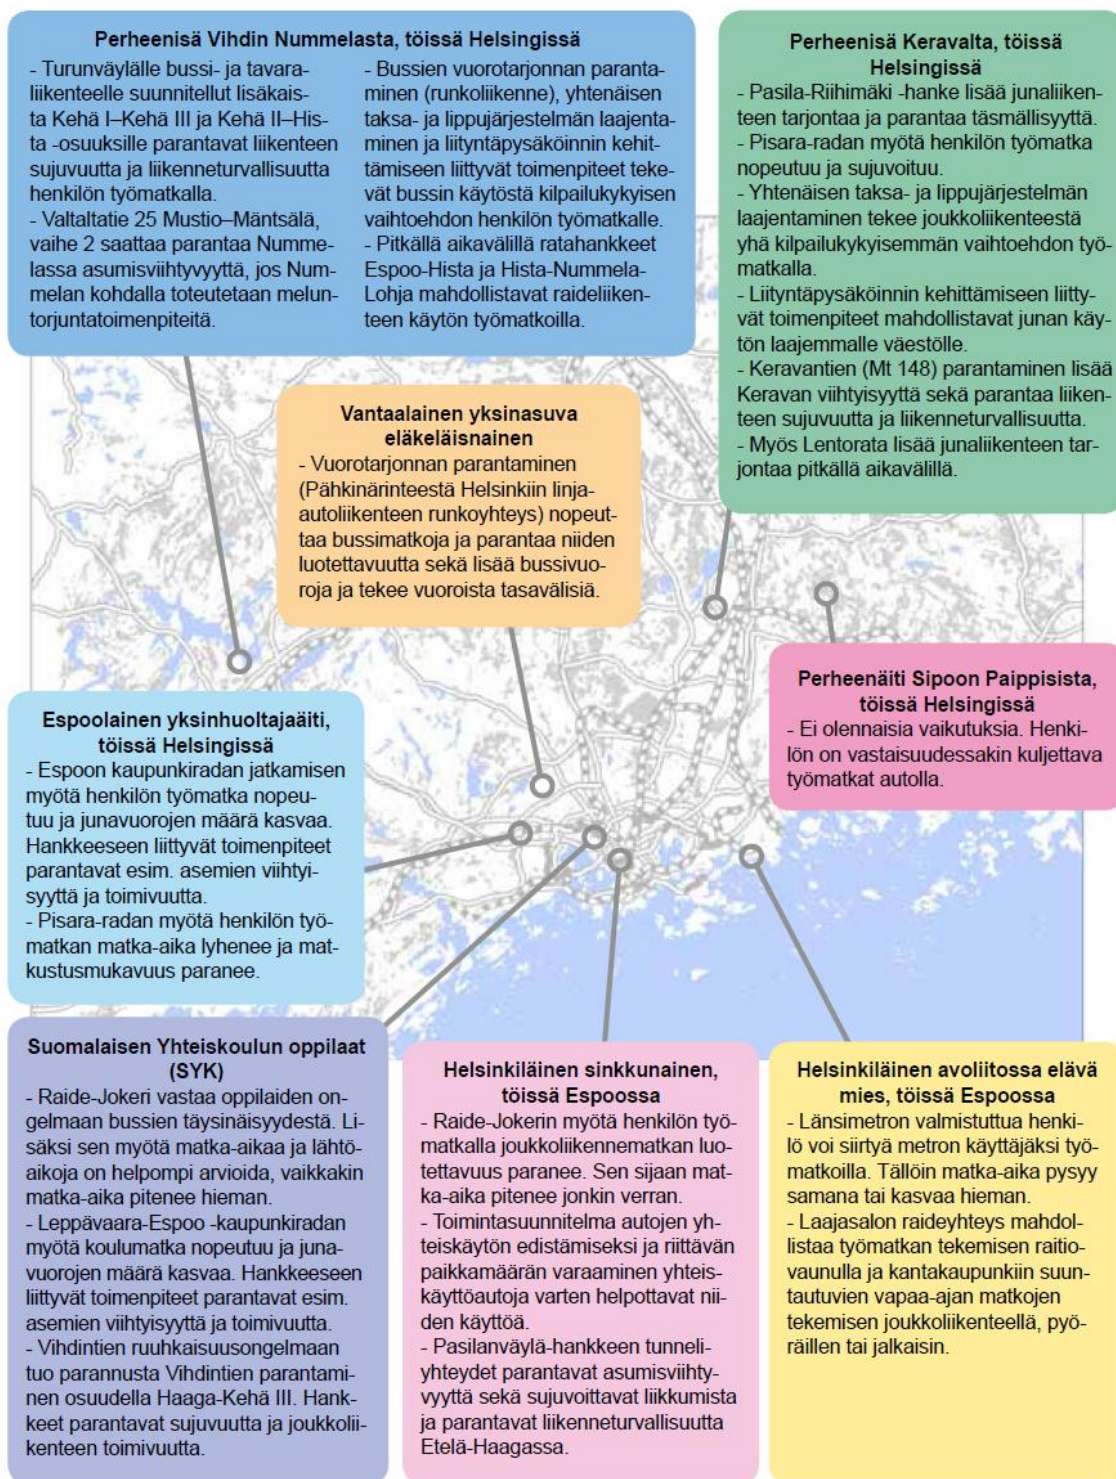 Perheenisä Vihdin Nummelasta, töissä Helsingissä
- Turunväylälle bussi- ja tavara-
liikenteelle suunnitellut lisäkais-
ta Kehä I–Kehä III ja Kehä II–His-
ta -osuuksille parantavat liikenteen
sujuvuutta ja liikenneturvallisuutta
henkilön työmatkalla.
- Valtaltatie 25 Mustio–Mäntsälä,
vaihe 2 saattaa parantaa Numme-
lassa asumisviihtyvyyttä, jos Num-
melan kohdalla toteutetaan melun-
torjuntatoimenpiteitä.
- Bussien vuorotarjonnan paranta-
minen (runkoliikenne), yhtenäisen
taksa- ja lippujärjestelmän laajenta-
minen ja liityntäpysäköinnin kehit-
tämiseen liittyvät toimenpiteet teke-
vät bussin käytöstä kilpailukykyisen
vaihtoehdon henkilön työmatkalle.
- Pitkällä aikavälillä ratahankkeet
Espoo-Hista ja Hista-Nummela-
Lohja mahdollistavat raideliiken-
teen käytön työmatkoilla.
Perheenisä Keravalta, töissä
Helsingissä
- Pasila-Riihimäki -hanke lisää junaliiken-
teen tarjontaa ja parantaa täsmällisyyttä.
- Pisara-radan myötä henkilön työmatka
nopeutuu ja sujuvoituu.
- Yhtenäisen taksa- ja lippujärjestelmän
laajentaminen tekee joukkoliikenteestä
yhä kilpailukykyisemmän vaihtoehdon työ-
matkalla.
- Liityntäpysäköinnin kehittämiseen liitty-
vät toimenpiteet mahdollistavat junan käy-
tön laajemmalle väestölle.
- Keravantien (Mt 148) parantaminen lisää
Keravan viihtyisyyttä sekä parantaa liiken-
teen sujuvuutta ja liikenneturvallisuutta.
- Myös Lentorata lisää junaliikenteen tar-
jontaa pitkällä aikavälillä.
Vantaalainen yksinasuva
eläkeläisnainen
- Vuorotarjonnan parantaminen
(Pähkinärinteestä Helsinkiin linja-
autoliikenteen runkoyhteys) nopeut-
taa bussimatkoja ja parantaa niiden
luotettavuutta sekä lisää bussivuo-
roja ja tekee vuoroista tasavälisiä.
Perheenäiti Sipoon Paippisista,
töissä Helsingissä
- Ei olennaisia vaikutuksia. Henki-
lön on vastaisuudessakin kuljettava
työmatkat autolla.
Espoolainen yksinhuoltajaäiti,
töissä Helsingissä
- Espoon kaupunkiradan jatkamisen
myötä henkilön työmatka nopeu-
tuu ja junavuorojen määrä kasvaa.
Hankkeeseen liittyvät toimenpiteet
parantavat esim. asemien viihtyi-
syyttä ja toimivuutta.
- Pisara-radan myötä henkilön työ-
matkan matka-aika lyhenee ja mat-
kustusmukavuus paranee.
Suomalaisen Yhteiskoulun oppilaat
(SYK)
- Raide-Jokeri vastaa oppilaiden on-
gelmaan bussien täysinäisyydestä. Li-
säksi sen myötä matka-aikaa ja lähtö-
aikoja on helpompi arvioida, vaikkakin
matka-aika pitenee hieman.
- Leppävaara-Espoo -kaupunkiradan
myötä koulumatka nopeutuu ja juna-
vuorojen määrä kasvaa. Hankkeeseen
liittyvät toimenpiteet parantavat esim.
asemien viihtyisyyttä ja toimivuutta.
- Vihdintien ruuhkaisuusongelmaan
tuo parannusta Vihdintien parantami-
nen osuudella Haaga-Kehä III. Hank-
keet parantavat sujuvuutta ja joukkolii-
kenteen toimivuutta.
Helsinkiläinen sinkkunainen,
töissä Espoossa
- Raide-Jokerin myötä henkilön työ-
matkalla joukkoliikennematkan luo-
tettavuus paranee. Sen sijaan mat-
ka-aika pitenee jonkin verran.
- Toimintasuunnitelma autojen yh-
teiskäytön edistämiseksi ja riittävän
paikkamäärän varaaminen yhteis-
käyttöautoja varten helpottavat nii-
den käyttöä.
- Pasilanväylä-hankkeen tunneli-
yhteydet parantavat asumisviihty-
vyyttä sekä sujuvoittavat liikkumista
ja parantavat liikenneturvallisuutta
Etelä-Haagassa.
Helsinkiläinen avoliitossa elävä
mies, töissä Espoossa
- Länsimetron valmistuttua henki-
lö voi siirtyä metron käyttäjäksi työ-
matkoilla. Tällöin matka-aika pysyy
samana tai kasvaa hieman.
- Laajasalon raideyhteys mahdol-
listaa työmatkan tekemisen raitio-
vaunulla ja kantakaupunkiin suun-
tautuvien vapaa-ajan matkojen
tekemisen joukkoliikenteellä, pyö-
räillen tai jalkaisin.